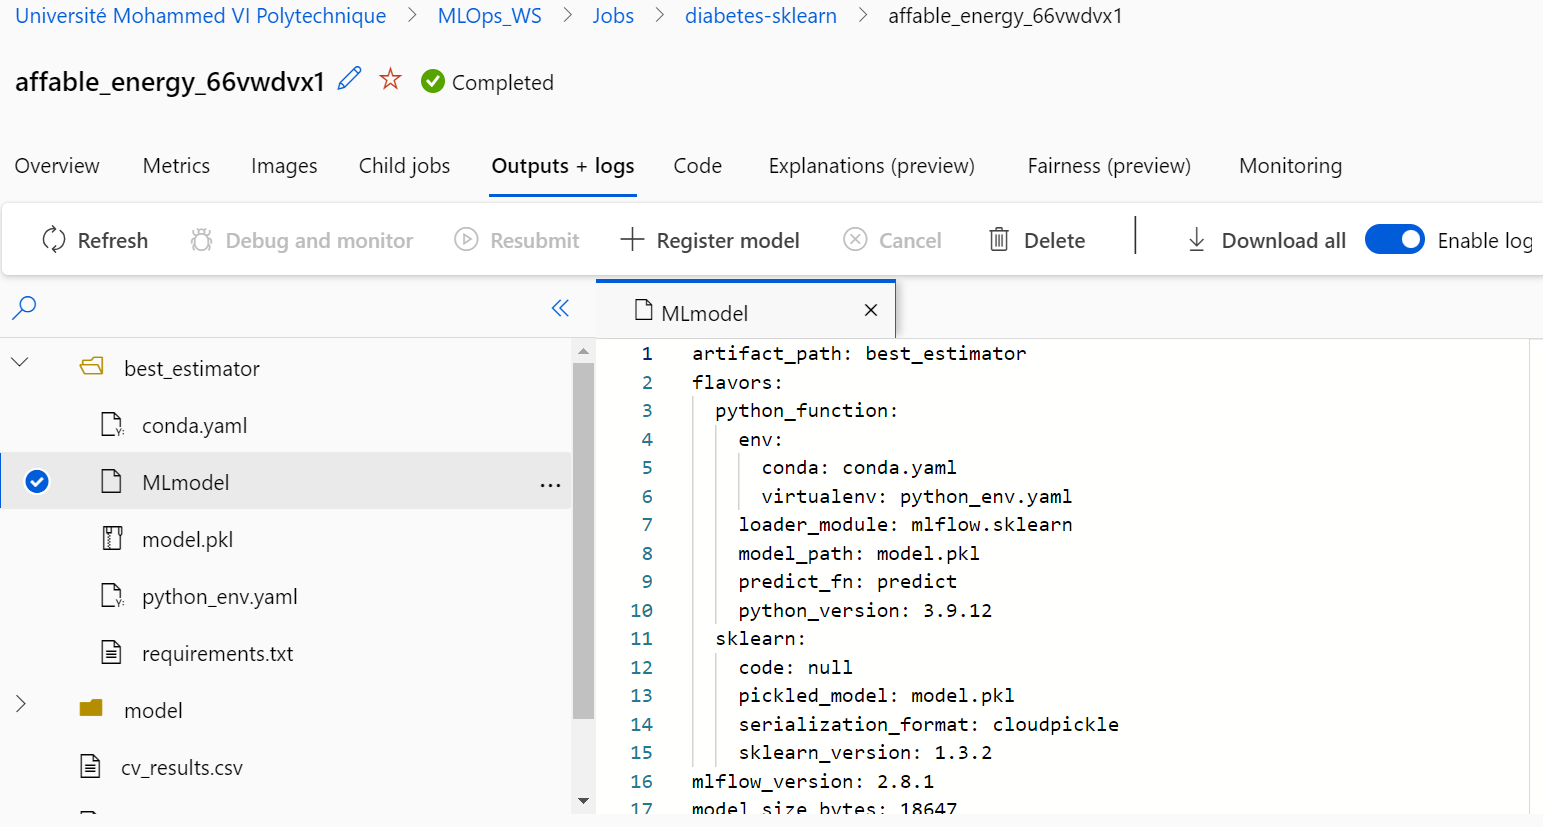 Université Mohammed VI Polytechnique > MLOps_WS > Jobs > diabetes-sklearn > affable_energy_66vwdvx1
affable_energy_66vwdvx1 Completed
Overview Metrics Images Child jobs Outputs + logs Code Explanations (preview) Fairness (preview) Monitoring
Refresh Debug and monitor Resubmit Register model Cancel Delete Download all Enable log
MLmodel
best_estimator
conda.yaml
MLmodel ...
model.pkl
python_env.yaml
requirements.txt
model
cv_results.csv
1 artifact_path: best_estimator
2 flavors:
3 python_function:
4 env:
5 conda: conda.yaml
6 virtualenv: python_env.yaml
7 loader_module: mlflow.sklearn
8 model_path: model.pkl
9 predict_fn: predict
10 python_version: 3.9.12
11 sklearn:
12 code: null
13 pickled_model: model.pkl
14 serialization_format: cloudpickle
15 sklearn_version: 1.3.2
16 mlflow_version: 2.8.1
17 model_size_bytes: 18647